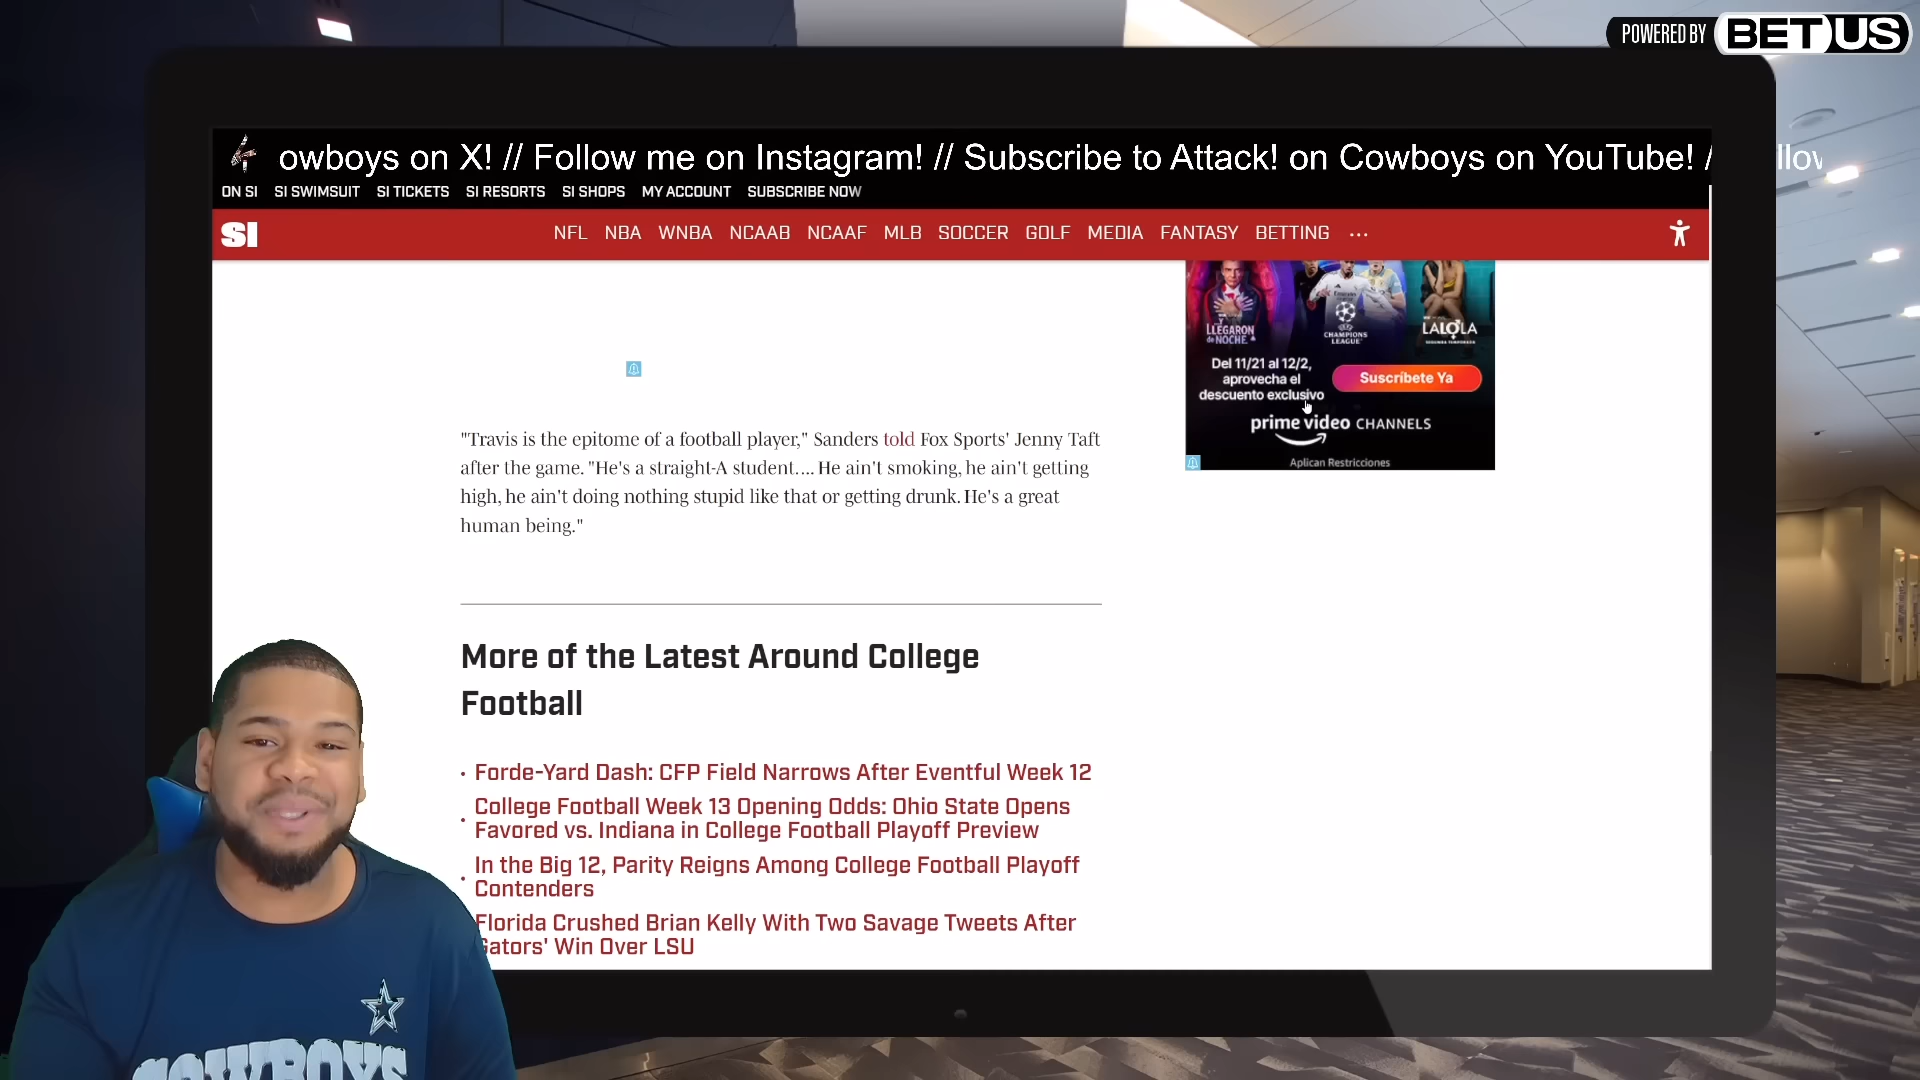 POWERED BY BETUS
owboys on X! // Follow me on Instagram! // Subscribe to Attack! on Cowboys on YouTube! /
ON SI SI SWIMSUIT SI TICKETS SI RESORTS SI SHOPS MY ACCOUNT SUBSCRIBE NOW
SI NFL NBA WNBA NCAAB NCAAF MLB SOCCER GOLF MEDIA FANTASY BETTING ...
LLEGARON
de NOCHE.
CHAMPIONS
LEAGUE
LALOLA
SEGUNDA TEMPORADA
Del 11/21 al 12/2,
aprovecha el
descuento exclusivo
Suscríbete Ya
prime video CHANNELS
Aplican Restricciones
"Travis is the epitome of a football player," Sanders told Fox Sports' Jenny Taft
after the game. "He's a straight-A student.... He ain't smoking, he ain't getting
high, he ain't doing nothing stupid like that or getting drunk. He's a great
human being."
More of the Latest Around College
Football
· Forde-Yard Dash: CFP Field Narrows After Eventful Week 12
· College Football Week 13 Opening Odds: Ohio State Opens
Favored vs. Indiana in College Football Playoff Preview
· In the Big 12, Parity Reigns Among College Football Playoff
Contenders
Florida Crushed Brian Kelly With Two Savage Tweets After
Gators' Win Over LSU
COWBOYS